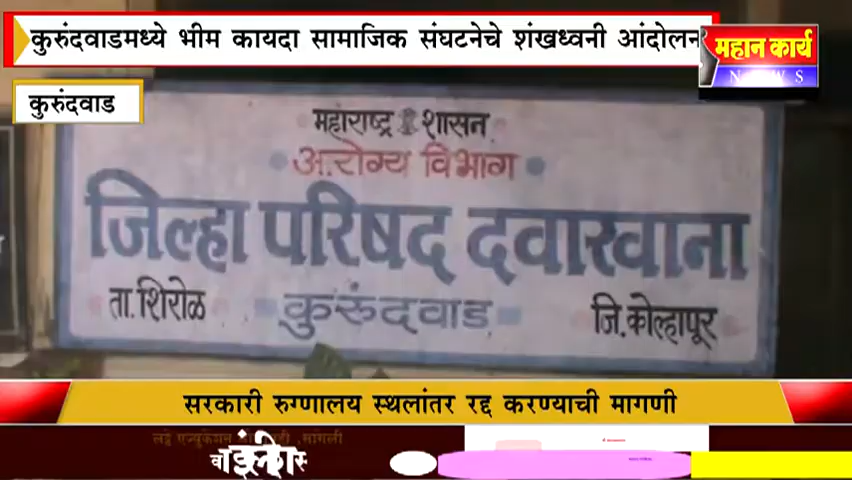 कुरुंदवाडमध्ये भीम कायदा सामाजिक संघटनेचे शंखध्वनी आंदोलन
महान कार्य
NEWS
कुरुंदवाड
महाराष्ट्र शासन
आरोग्य विभाग
जिल्हा परिषद दवाखाना
ता.शिरोळ कुरुंदवाड जि.कोल्हापूर
सरकारी रुग्णालय स्थलांतर रद्द करण्याची मागणी